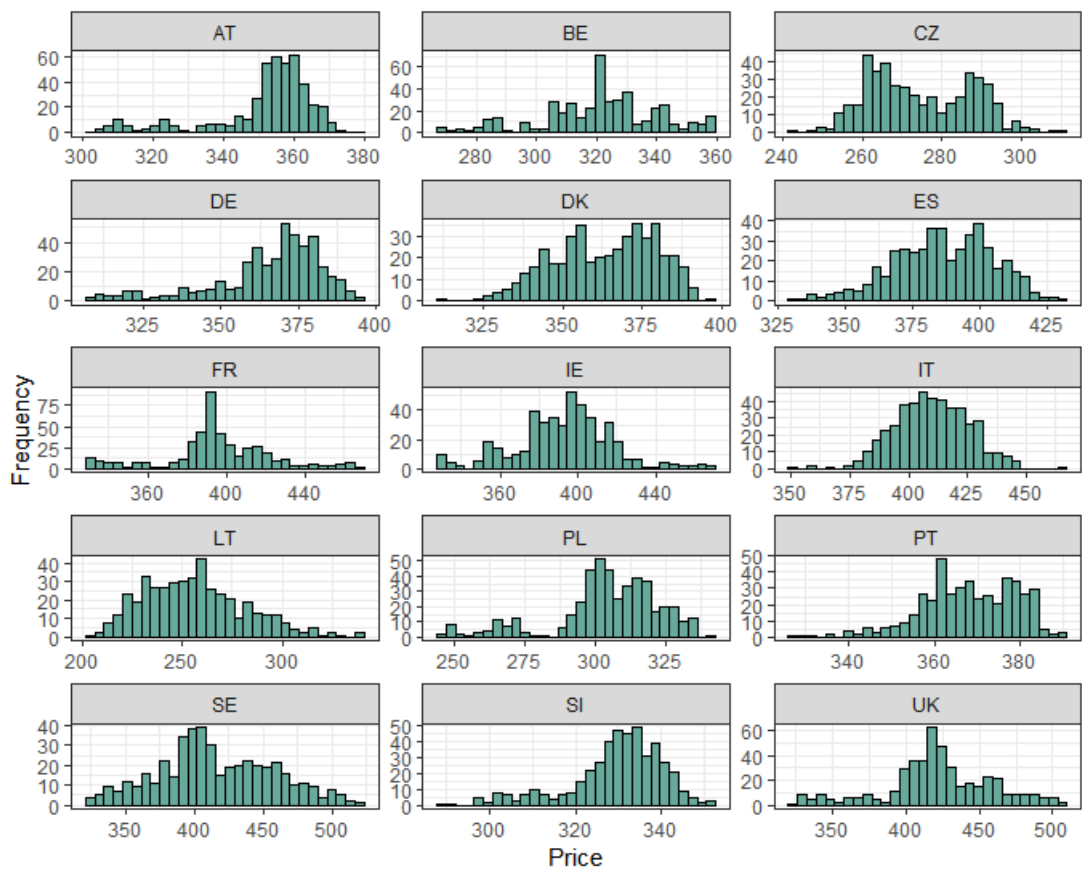 AT BE CZ
60 40 20 0
60 40 20 0
40 30 20 10 0
300 320 340 360 380
300 320 340 360
240 260 280 300
DE DK ES
40 20 0
30 20 10 0
40 30 20 10 0
325 350 375 400
325 350 375 400
325 350 375 400 425
FR IE IT
75 50 25 0
40 20 0
40 30 20 10 0
360 400 440
360 400 440
350 375 400 425 450
LT PL PT
40 30 20 10 0
50 40 30 20 10 0
50 40 30 20 10 0
200 250 300
250 275 300 325
340 360 380
SE SI UK
40 30 20 10 0
50 40 30 20 10 0
60 40 20 0
350 400 450 500
300 320 340
350 400 450 500
Frequency
Price